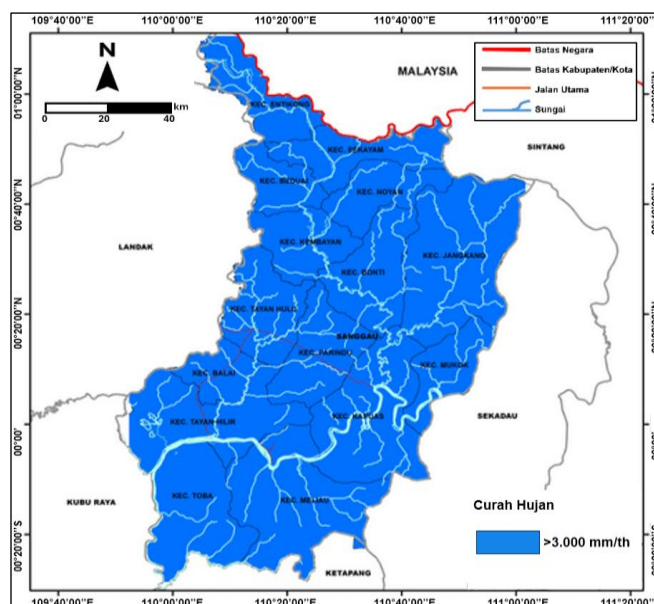 109°40'00"E 110°00'00"E 110°20'00"E 110°40'00"E 111°00'00"E 111°20'00"E
N
km
0 20 40
Batas Negara
Batas Kabupaten/Kota
Jalan Utama
Sungai
MALAYSIA
01°00'00"N
KEC. ENTIKONG
KEC. SEKAYAM
SINTANG
KEC. BEDUAI
KEC. NOYAN
00°40'00"N
LANDAK
KEC. KEMBAYAN
KEC. JANGKANG
KEC. BONTI
KEC. TAYAN HULU
00°20'00"N
SANGGAU
KEC. PARINDU
KEC. BALAI
KEC. MUKOK
KEC. KAPUAS
SEKADAU
KEC. TAYAN HILIR
00°00'
KUBU RAYA
KEC. TOBA
KEC. MELIAU
Curah Hujan
>3.000 mm/th
00°20'00"S
KETAPANG
109°40'00"E 110°00'00"E 110°20'00"E 110°40'00"E 111°00'00"E 111°20'00"E